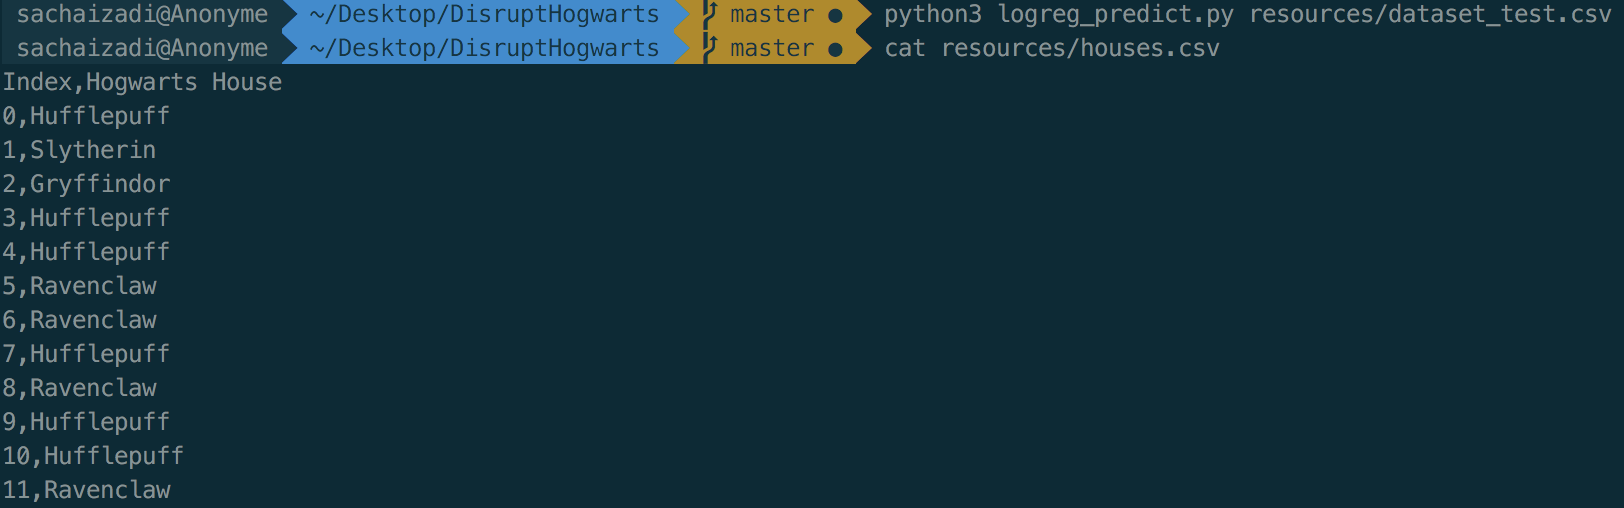 sachaizadi@Anonyme ~/Desktop/DisruptHogwarts master ● python3 logreg_predict.py resources/dataset_test.csv
sachaizadi@Anonyme ~/Desktop/DisruptHogwarts master ● cat resources/houses.csv
Index,Hogwarts House
0,Hufflepuff
1,Slytherin
2,Gryffindor
3,Hufflepuff
4,Hufflepuff
5,Ravenclaw
6,Ravenclaw
7,Hufflepuff
8,Ravenclaw
9,Hufflepuff
10,Hufflepuff
11,Ravenclaw